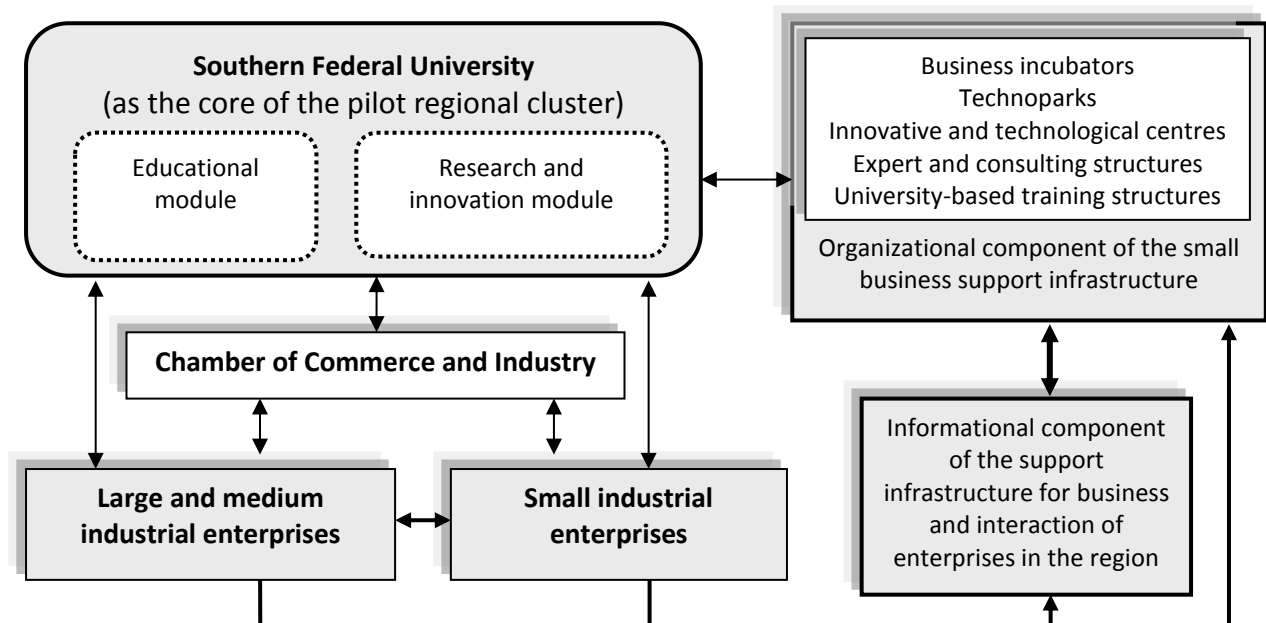 Southern Federal University
(as the core of the pilot regional cluster)
Educational
module
Research and
innovation module
Business incubators
Technoparks
Innovative and technological centres
Expert and consulting structures
University-based training structures
Organizational component of the small
business support infrastructure
Chamber of Commerce and Industry
Large and medium
industrial enterprises
Small industrial
enterprises
Informational component
of the support
infrastructure for business
and interaction of
enterprises in the region